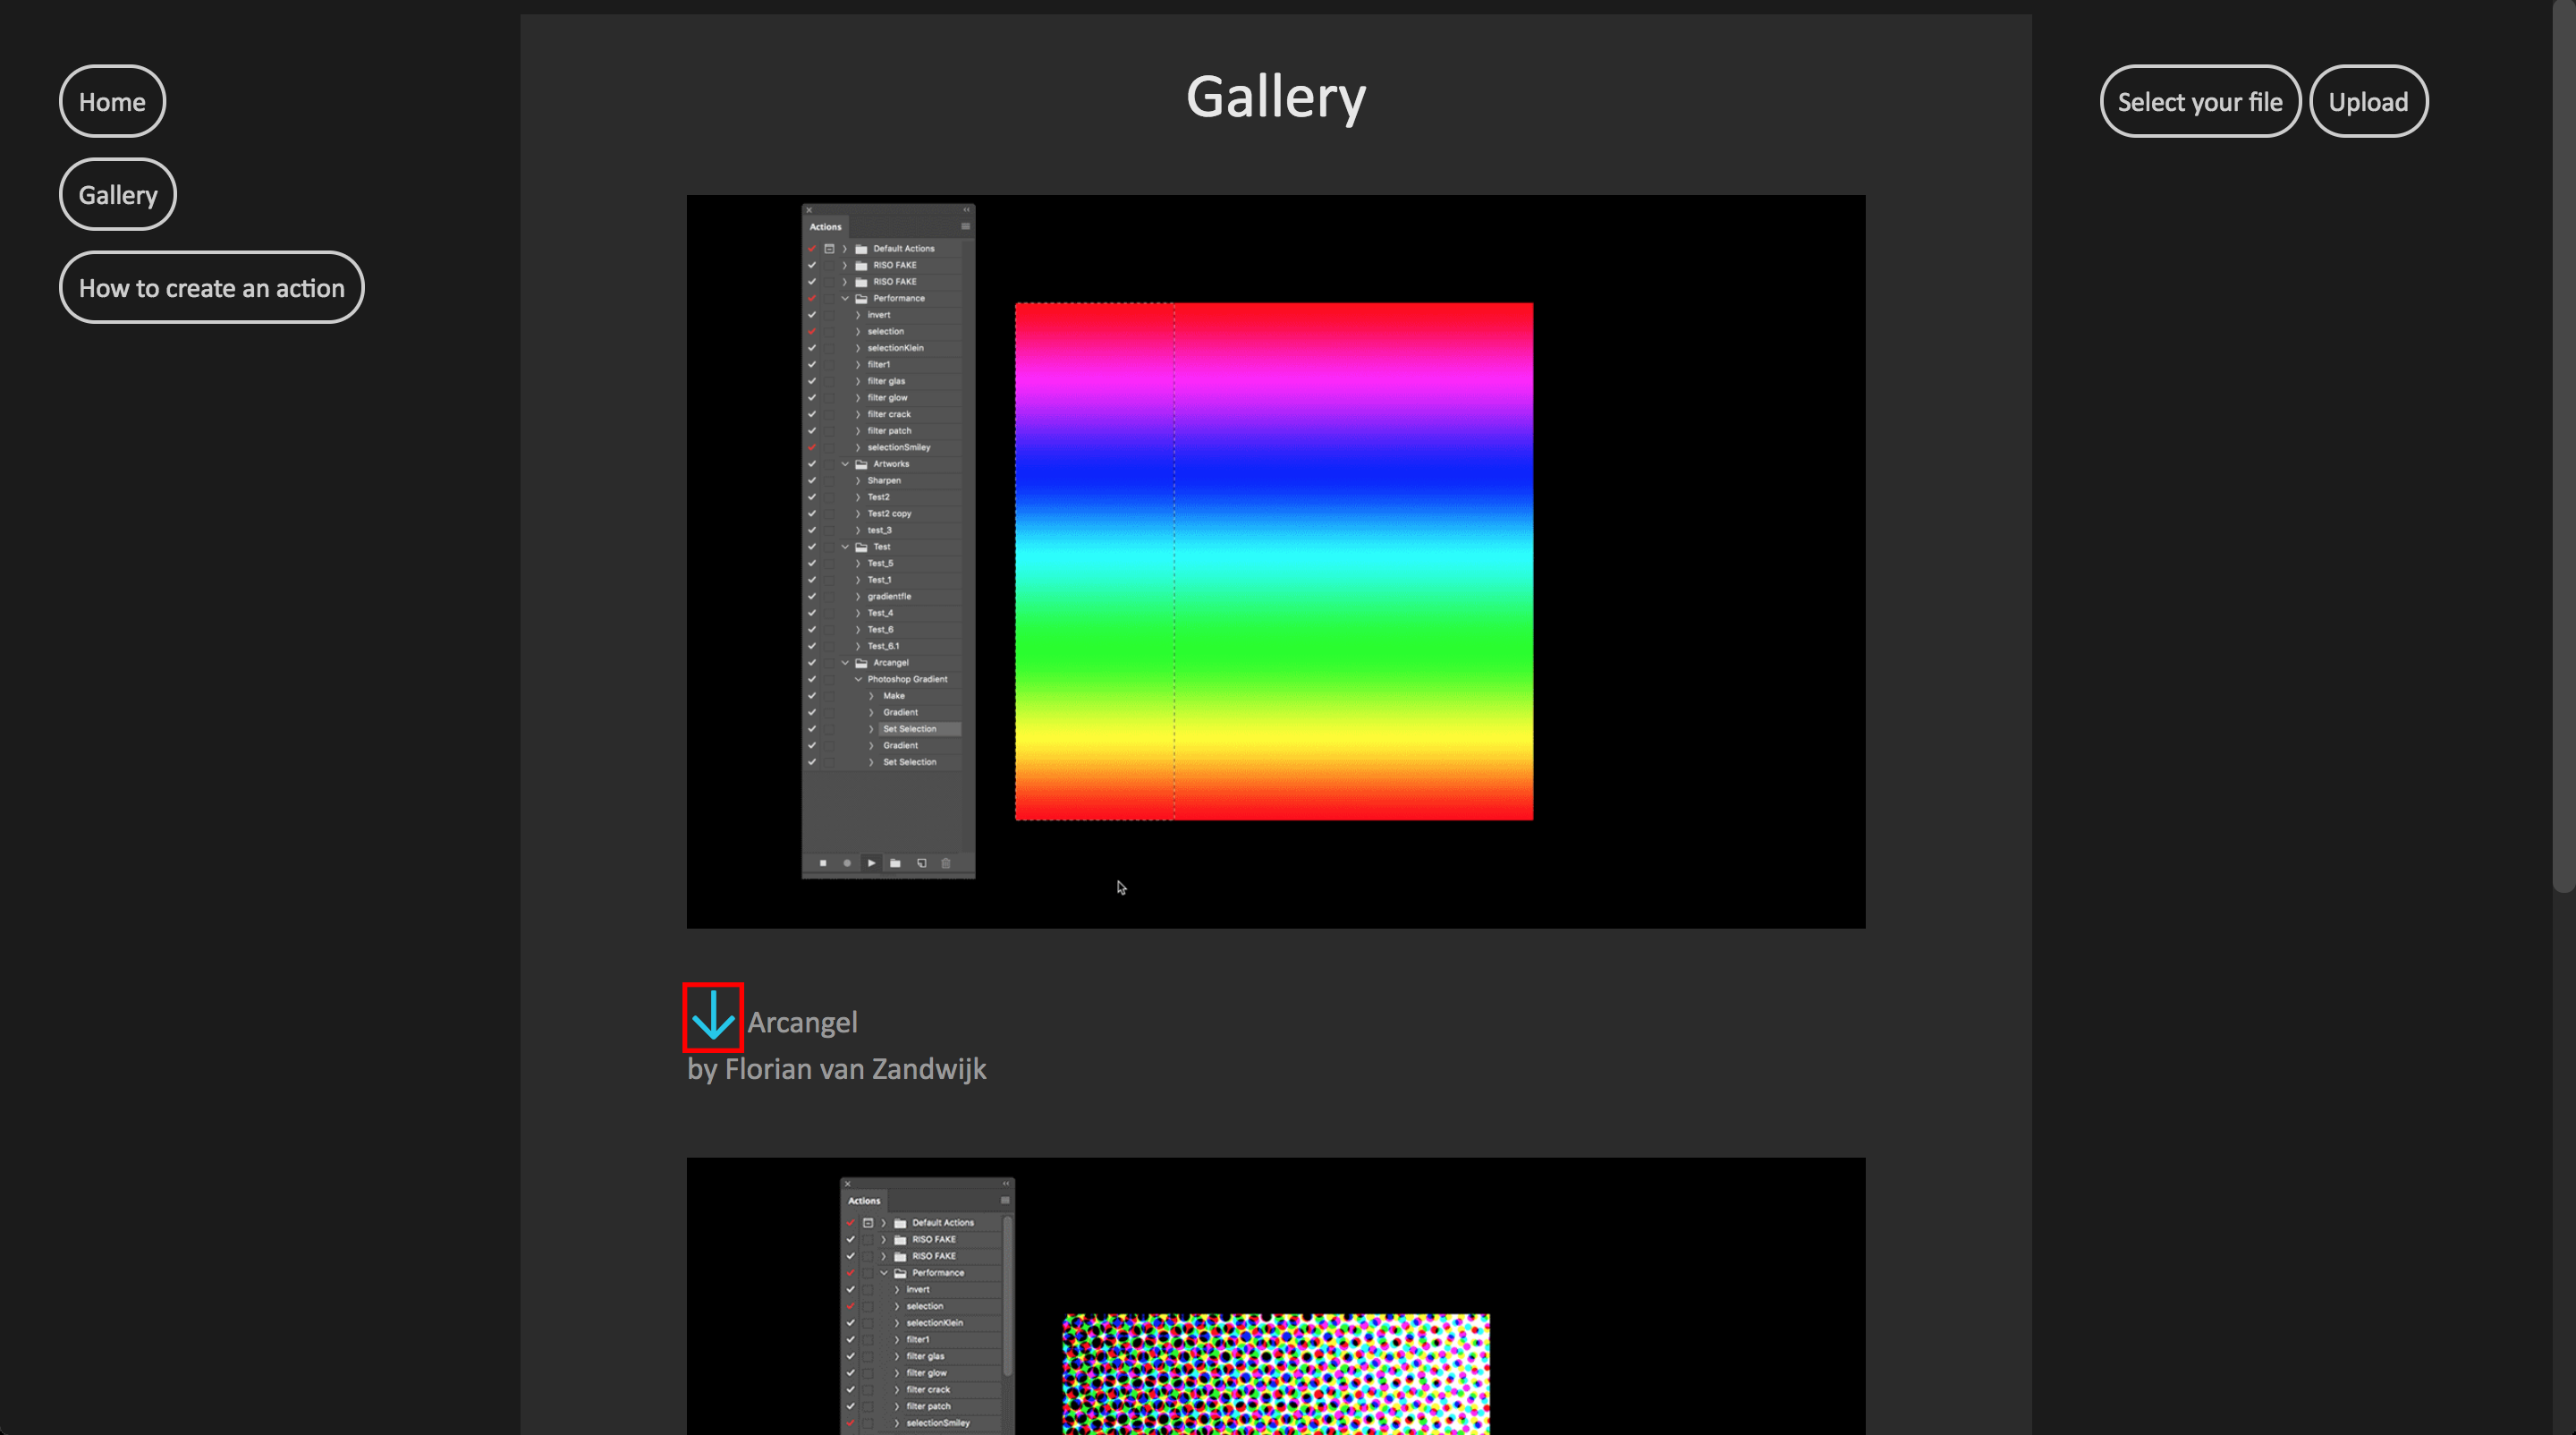 Home
Gallery
How to create an action
Gallery
Select your file
Upload
Actions
Default Actions
RISO FAKE
RISO FAKE
Performance
invert
selection
selectionKlein
filter1
filter glas
filter glow
filter crack
filter patch
selectionSmiley
Artworks
Sharpen
Test2
Test2 copy
test_3
Test
Test_5
Test_1
gradientfle
Test_4
Test_6
Test_6.1
Arcangel
Photoshop Gradient
Make
Gradient
Set Selection
Gradient
Set Selection
Arcangel
by Florian van Zandwijk
Actions
Default Actions
RISO FAKE
RISO FAKE
Performance
invert
selection
selectionKlein
filter1
filter glas
filter glow
filter crack
filter patch
selectionSmiley